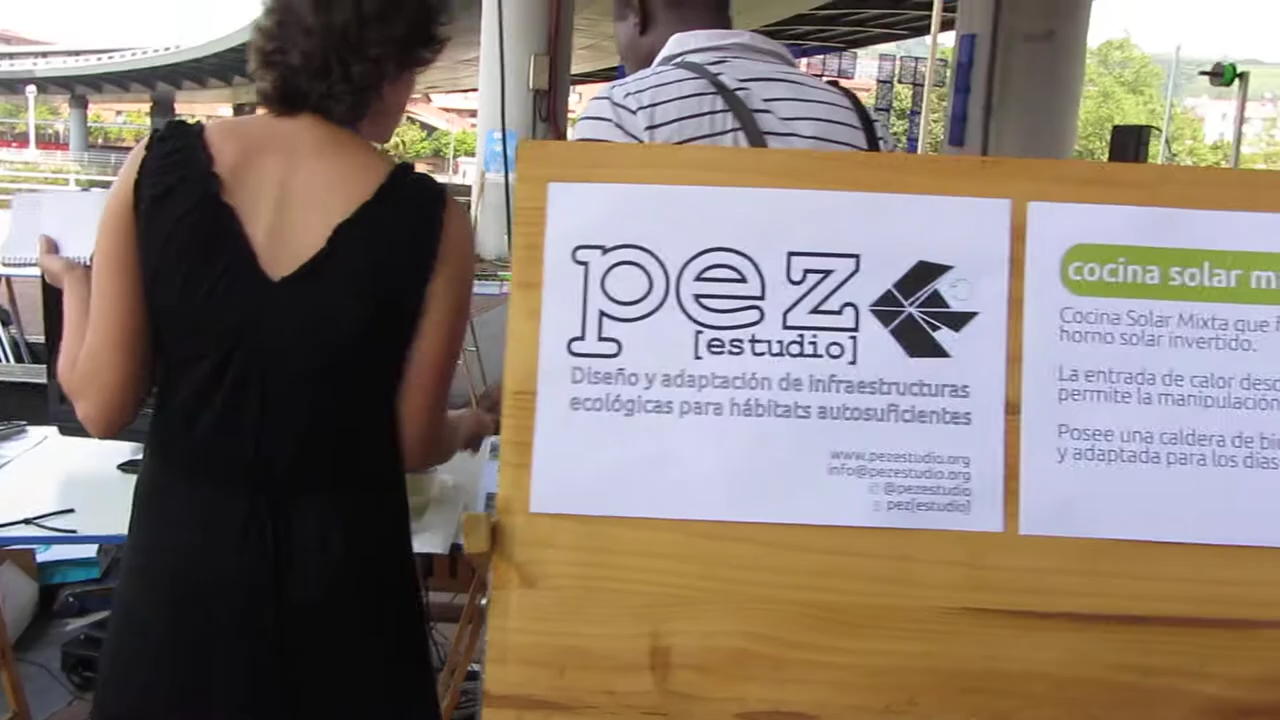 pez
[estudio]
Diseño y adaptación de infraestructuras
ecológicas para hábitats autosuficientes
www.pezestudio.org
info@pezestudio.org
@pezestudio
pez[estudio]
cocina solar
Cocina Solar Mixta que
horno solar invertido.
La entrada de calor
permite la manipulación
Posee una caldera de
y adaptada para los días